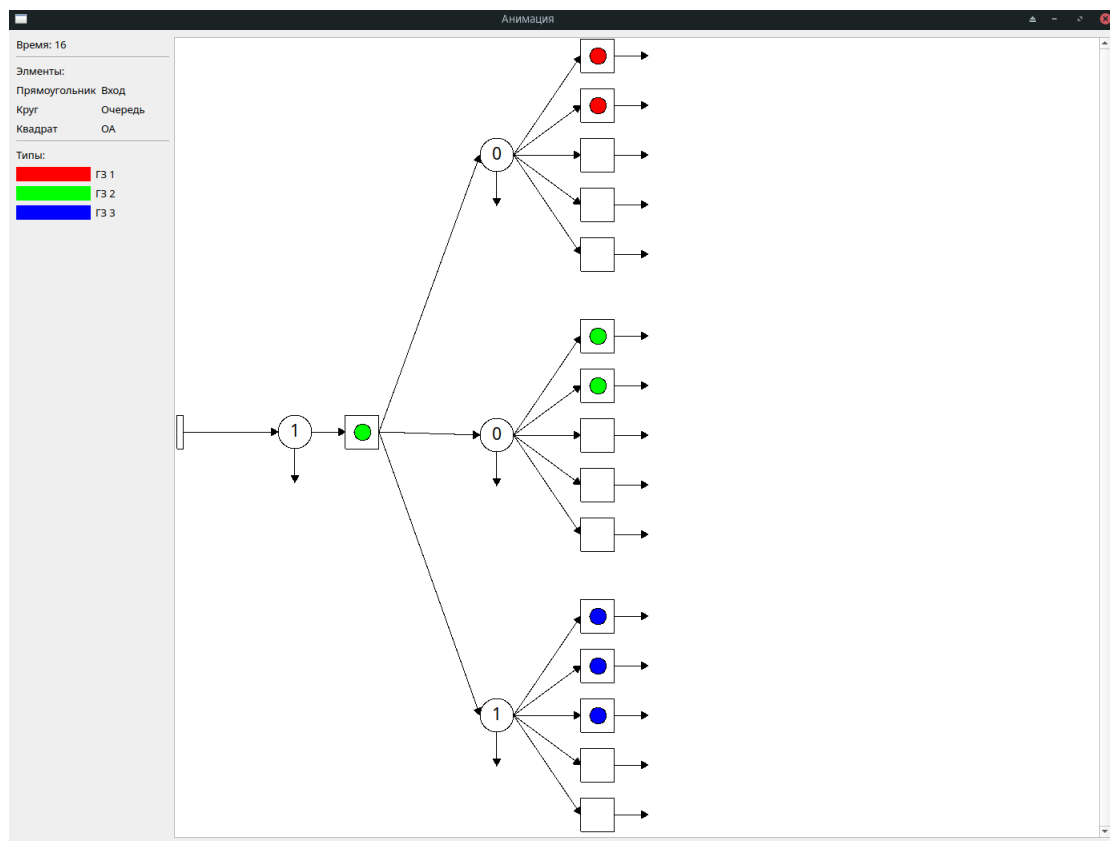 Анимация
Время: 16
Элменты:
Прямоугольник Вход
Круг Очередь
Квадрат ОА
Типы:
ГЗ 1
ГЗ 2
ГЗ 3
0
1
0
1